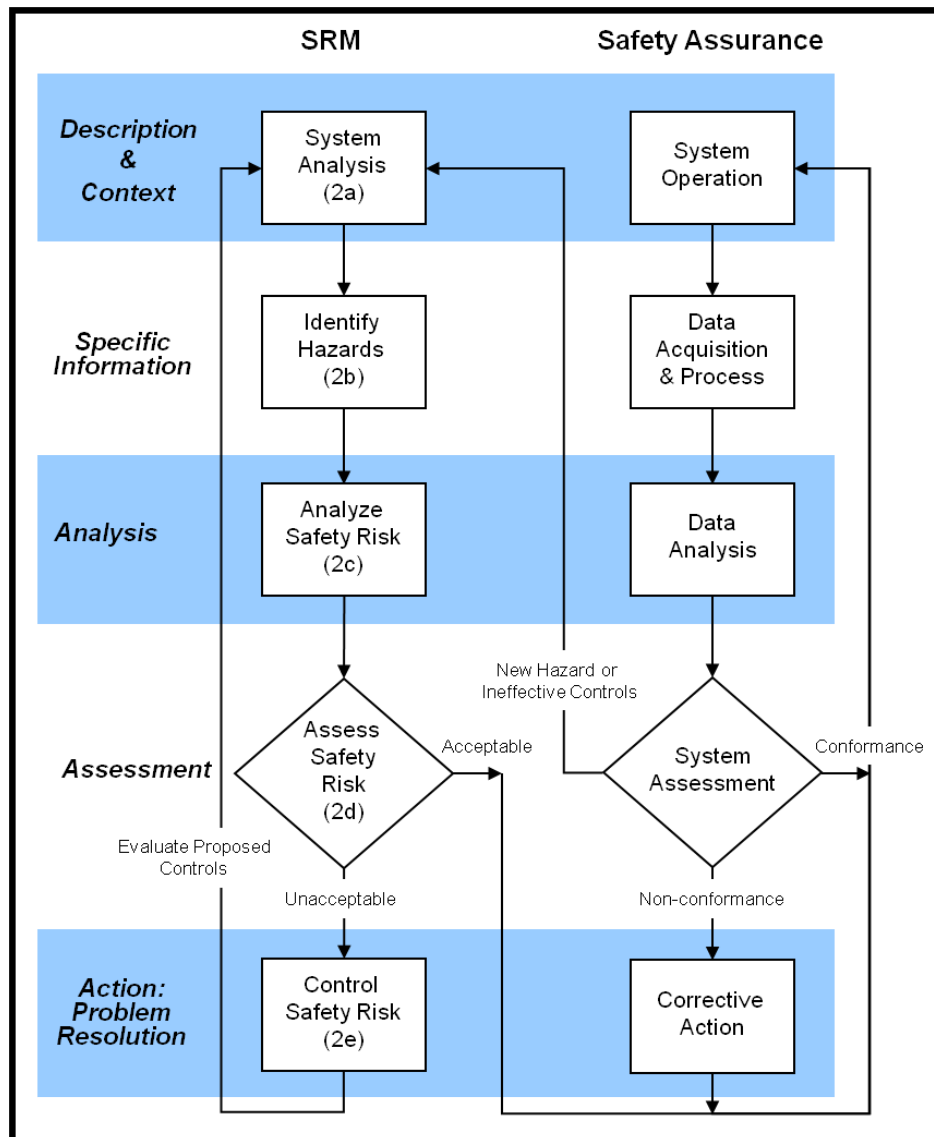 SRM
Safety Assurance
Description
&
Context
System
Analysis
(2a)
System
Operation
Specific
Information
Identify
Hazards
(2b)
Data
Acquisition
& Process
Analysis
Analyze
Safety Risk
(2c)
Data
Analysis
New Hazard or
Ineffective Controls
Assessment
Assess
Safety
Risk
(2d)
Acceptable
System
Assessment
Conformance
Evaluate Proposed
Controls
Unacceptable
Non-conformance
Action:
Problem
Resolution
Control
Safety Risk
(2e)
Corrective
Action